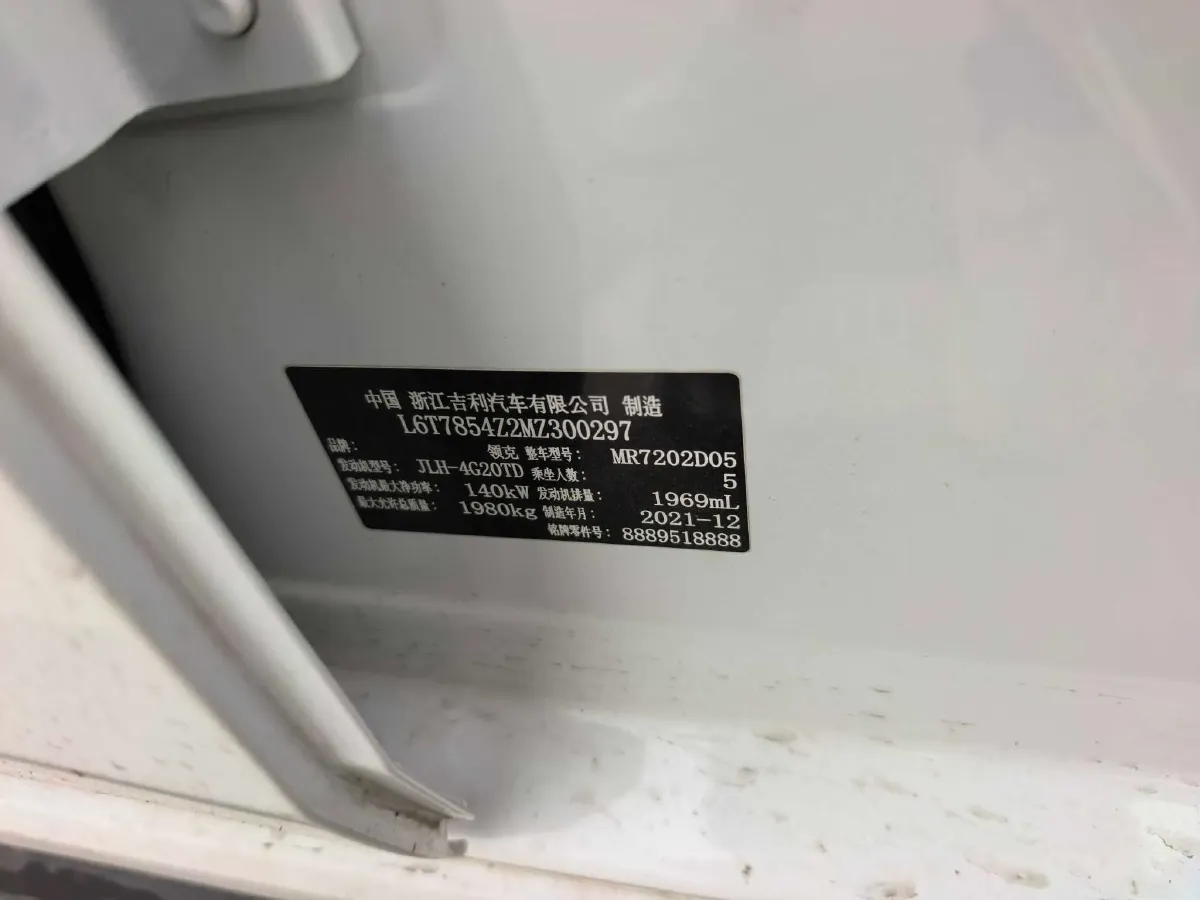 中国 浙江吉利汽车有限公司 制造
L6T7854Z2MZ300297
品牌: 领克 整车型号: MR7202D05
发动机型号: JLH-4G20TD 乘坐人数: 5
发动机最大净功率: 140kW 发动机排量: 1969mL
最大允许总质量: 1980kg 制造年月: 2021-12
铭牌零件号: 8889518888